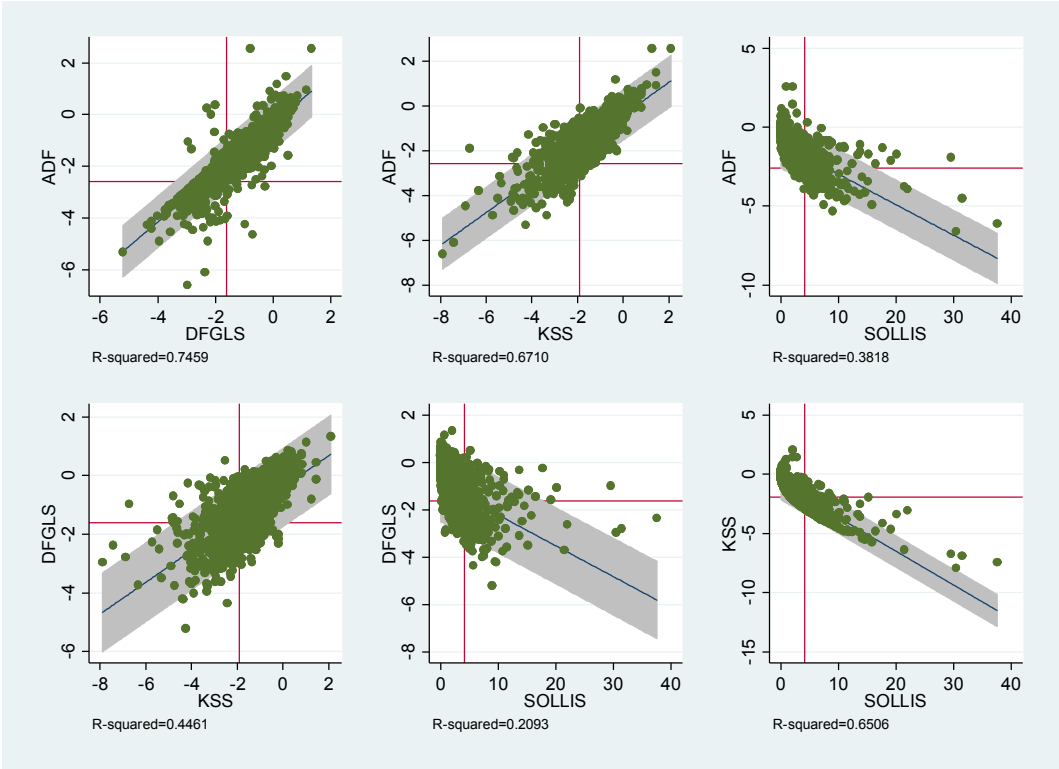 2
0
-2
-4
-6
ADF
-6 -4 -2 0 2
DFGLS
R-squared=0.7459
2
0
-2
-4
-6
-8
ADF
-8 -6 -4 -2 0 2
KSS
R-squared=0.6710
5
0
-5
-10
ADF
0 10 20 30 40
SOLLIS
R-squared=0.3818
2
0
-2
-4
-6
DFGLS
-8 -6 -4 -2 0 2
KSS
R-squared=0.4461
2
0
-2
-4
-6
-8
DFGLS
0 10 20 30 40
SOLLIS
R-squared=0.2093
5
0
-5
-10
-15
KSS
0 10 20 30 40
SOLLIS
R-squared=0.6506